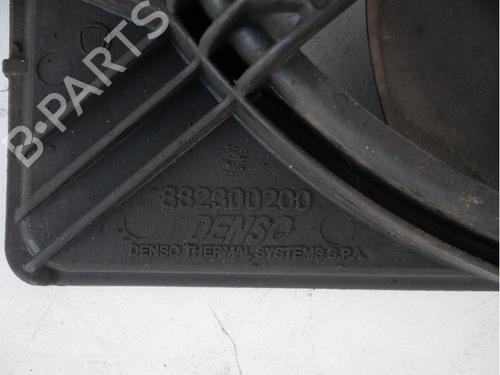 B-PARTS
882300200
DENSO
DENSO THERMAL SYSTEMS S.P.A.